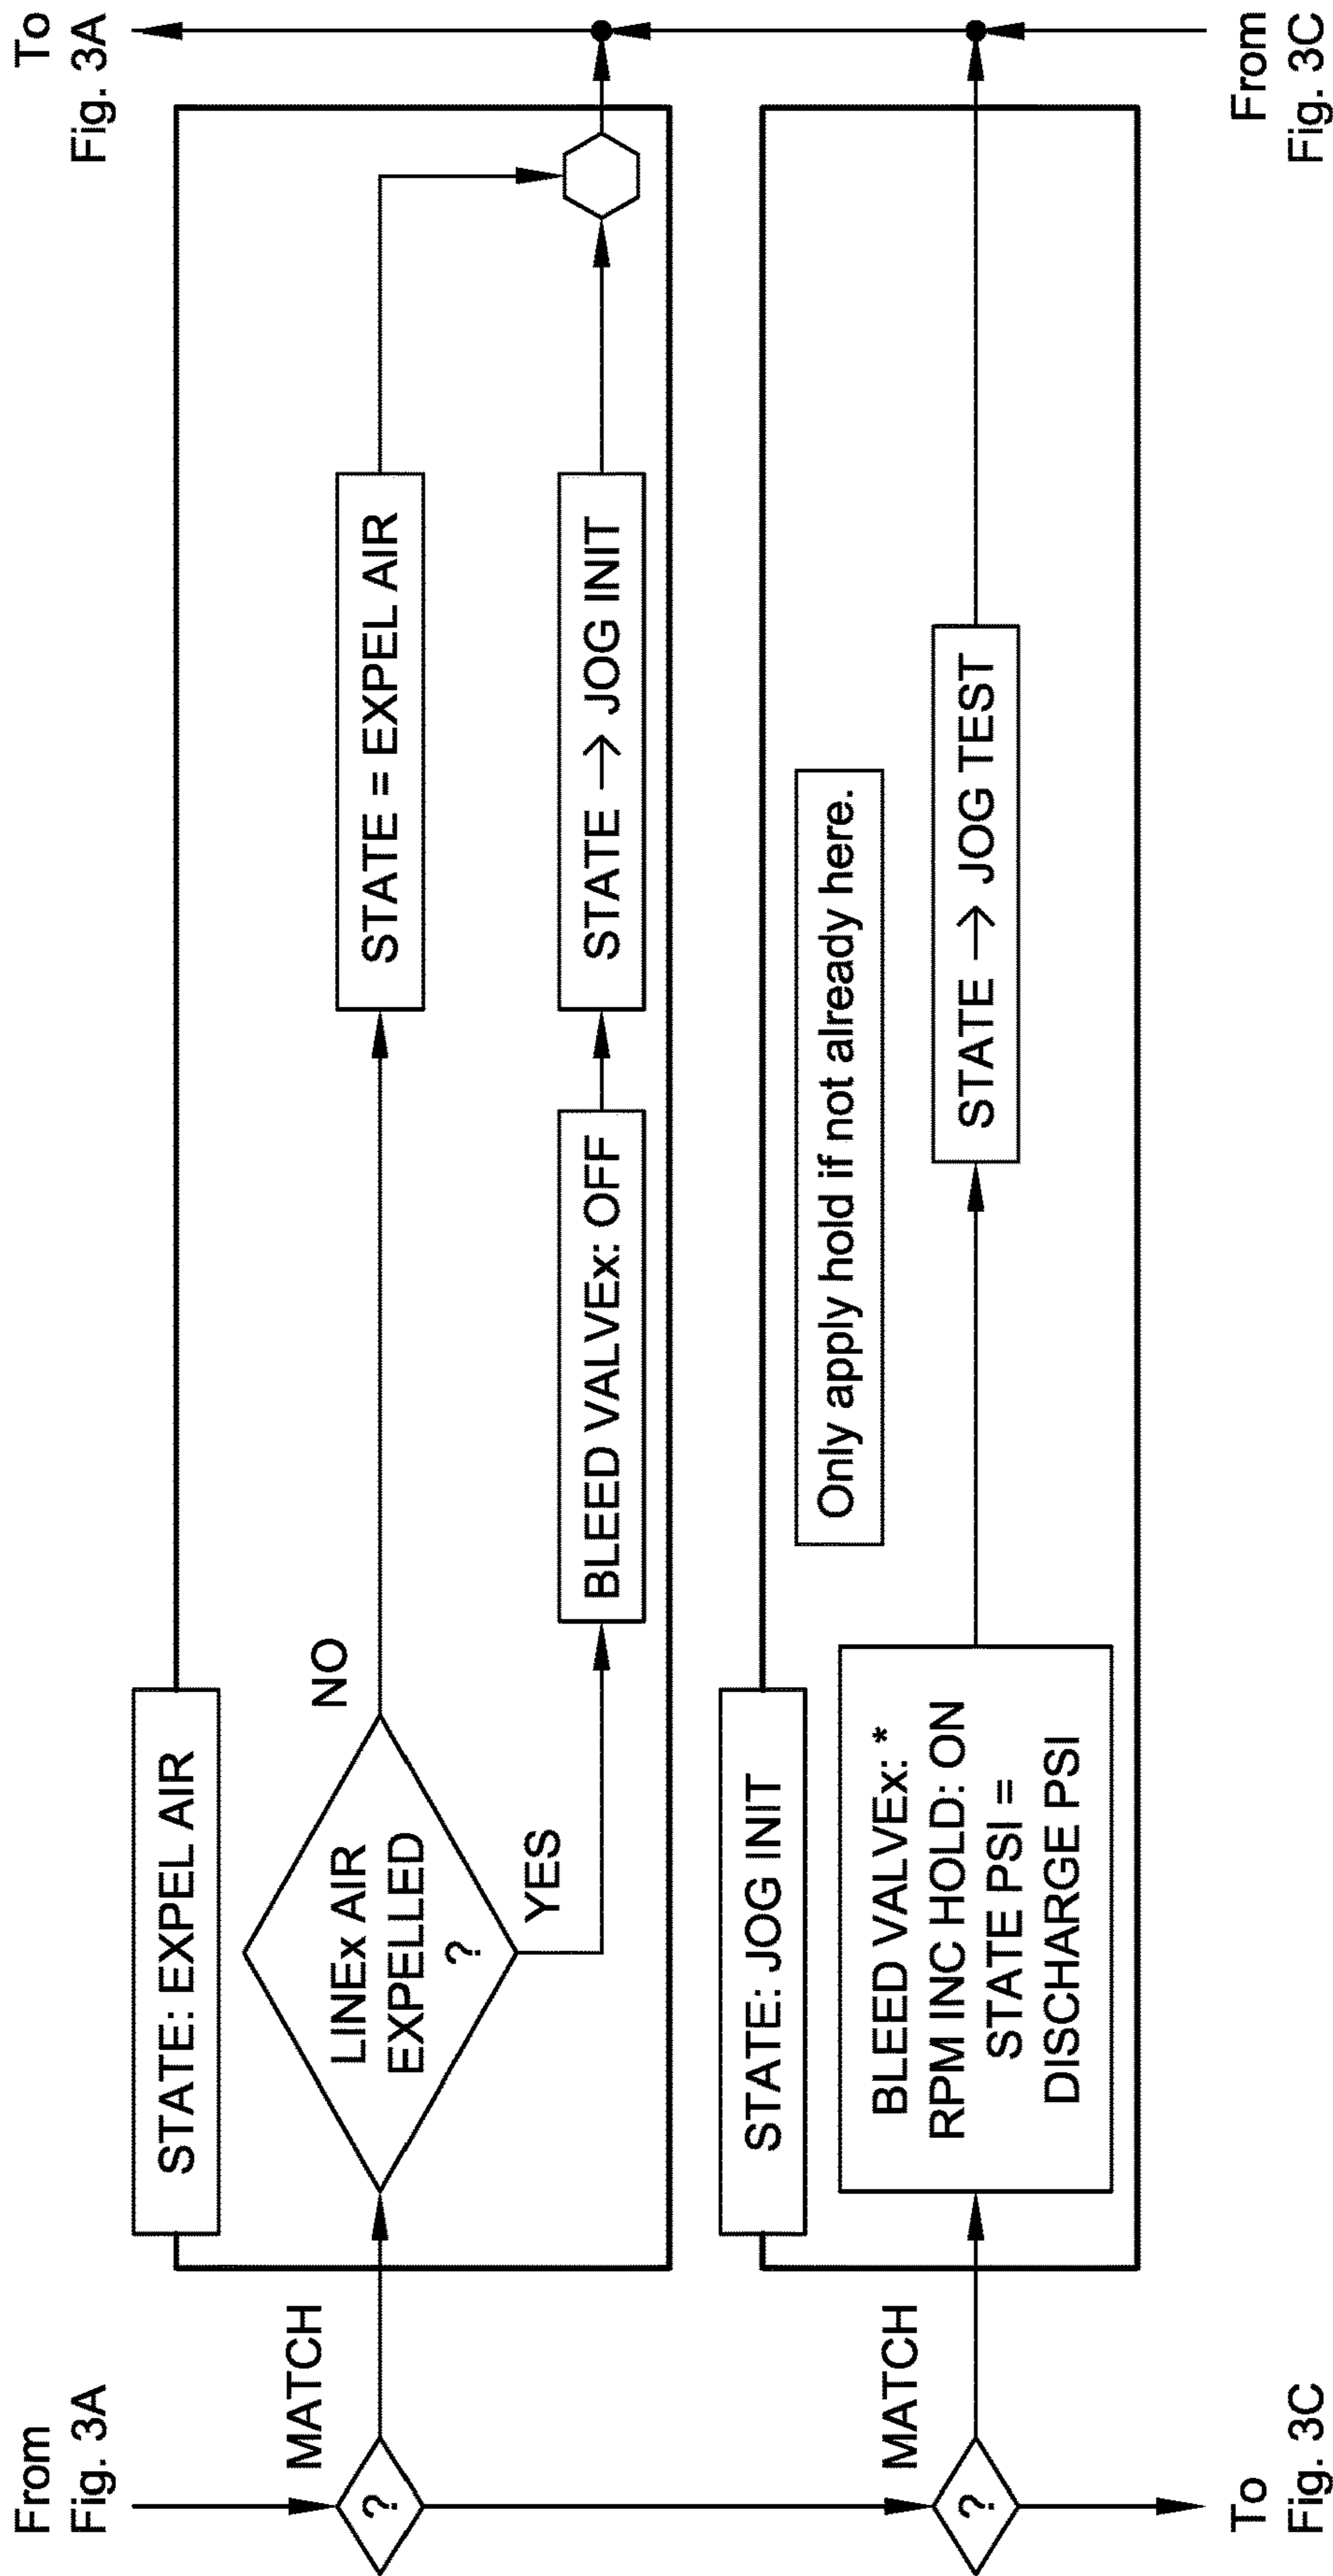 From
Fig. 3A
To
Fig. 3A
STATE: EXPEL AIR
MATCH
?
LINEx AIR
EXPELLED
?
NO
STATE = EXPEL AIR
YES
BLEED VALVEx: OFF
STATE → JOG INIT
STATE: JOG INIT
MATCH
?
BLEED VALVEx: *
RPM INC HOLD: ON
STATE PSI =
DISCHARGE PSI
Only apply hold if not already here.
STATE → JOG TEST
To
Fig. 3C
From
Fig. 3C